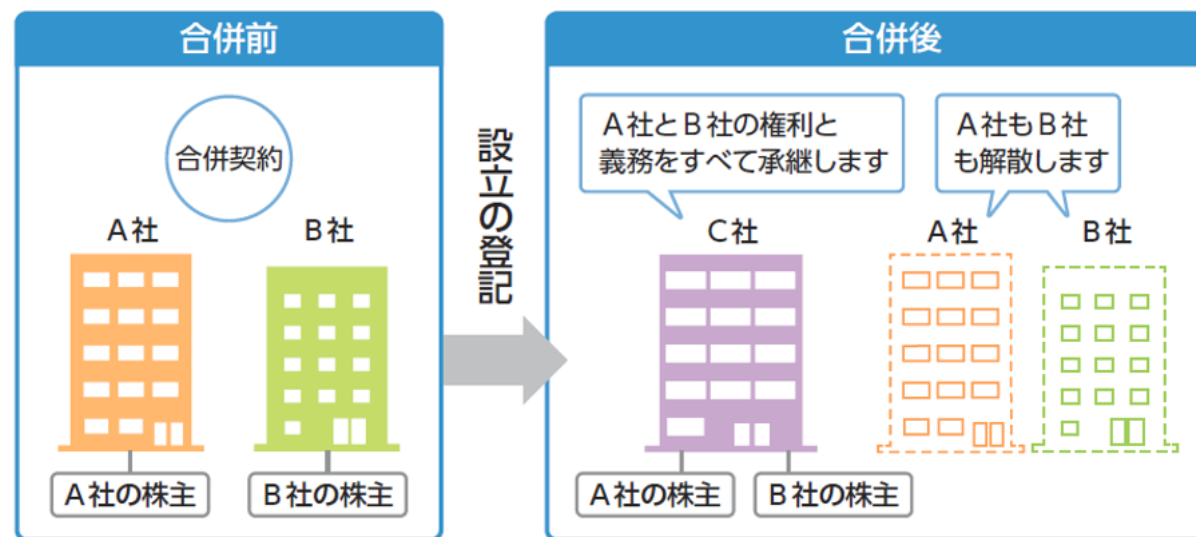 合併前
合併契約
A社
B社
A社の株主
B社の株主
設立の登記
合併後
A社とB社の権利と
義務をすべて承継します
A社もB社
も解散します
C社
A社
B社
A社の株主
B社の株主